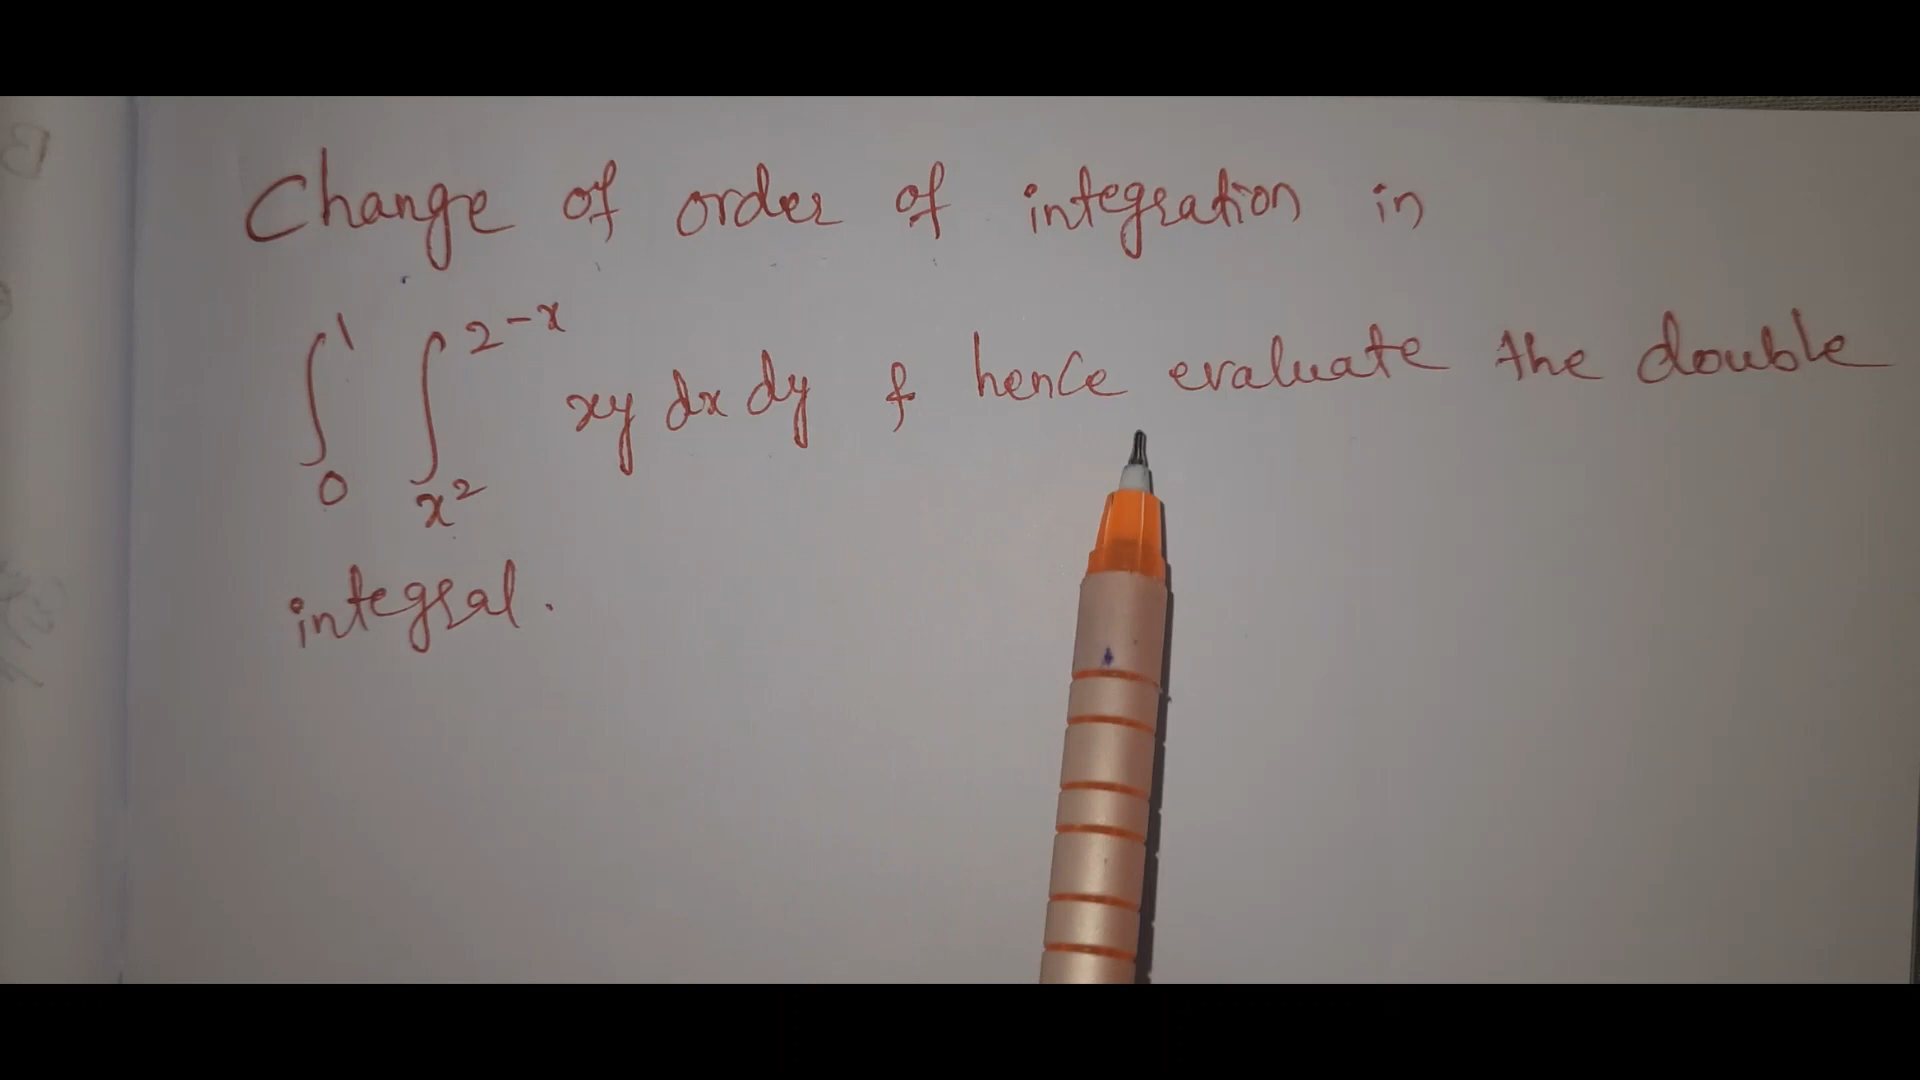 Change of order of integration in
∫₀¹ ∫ₓ²^(2-x) xy dx dy & hence evaluate the double
integral.